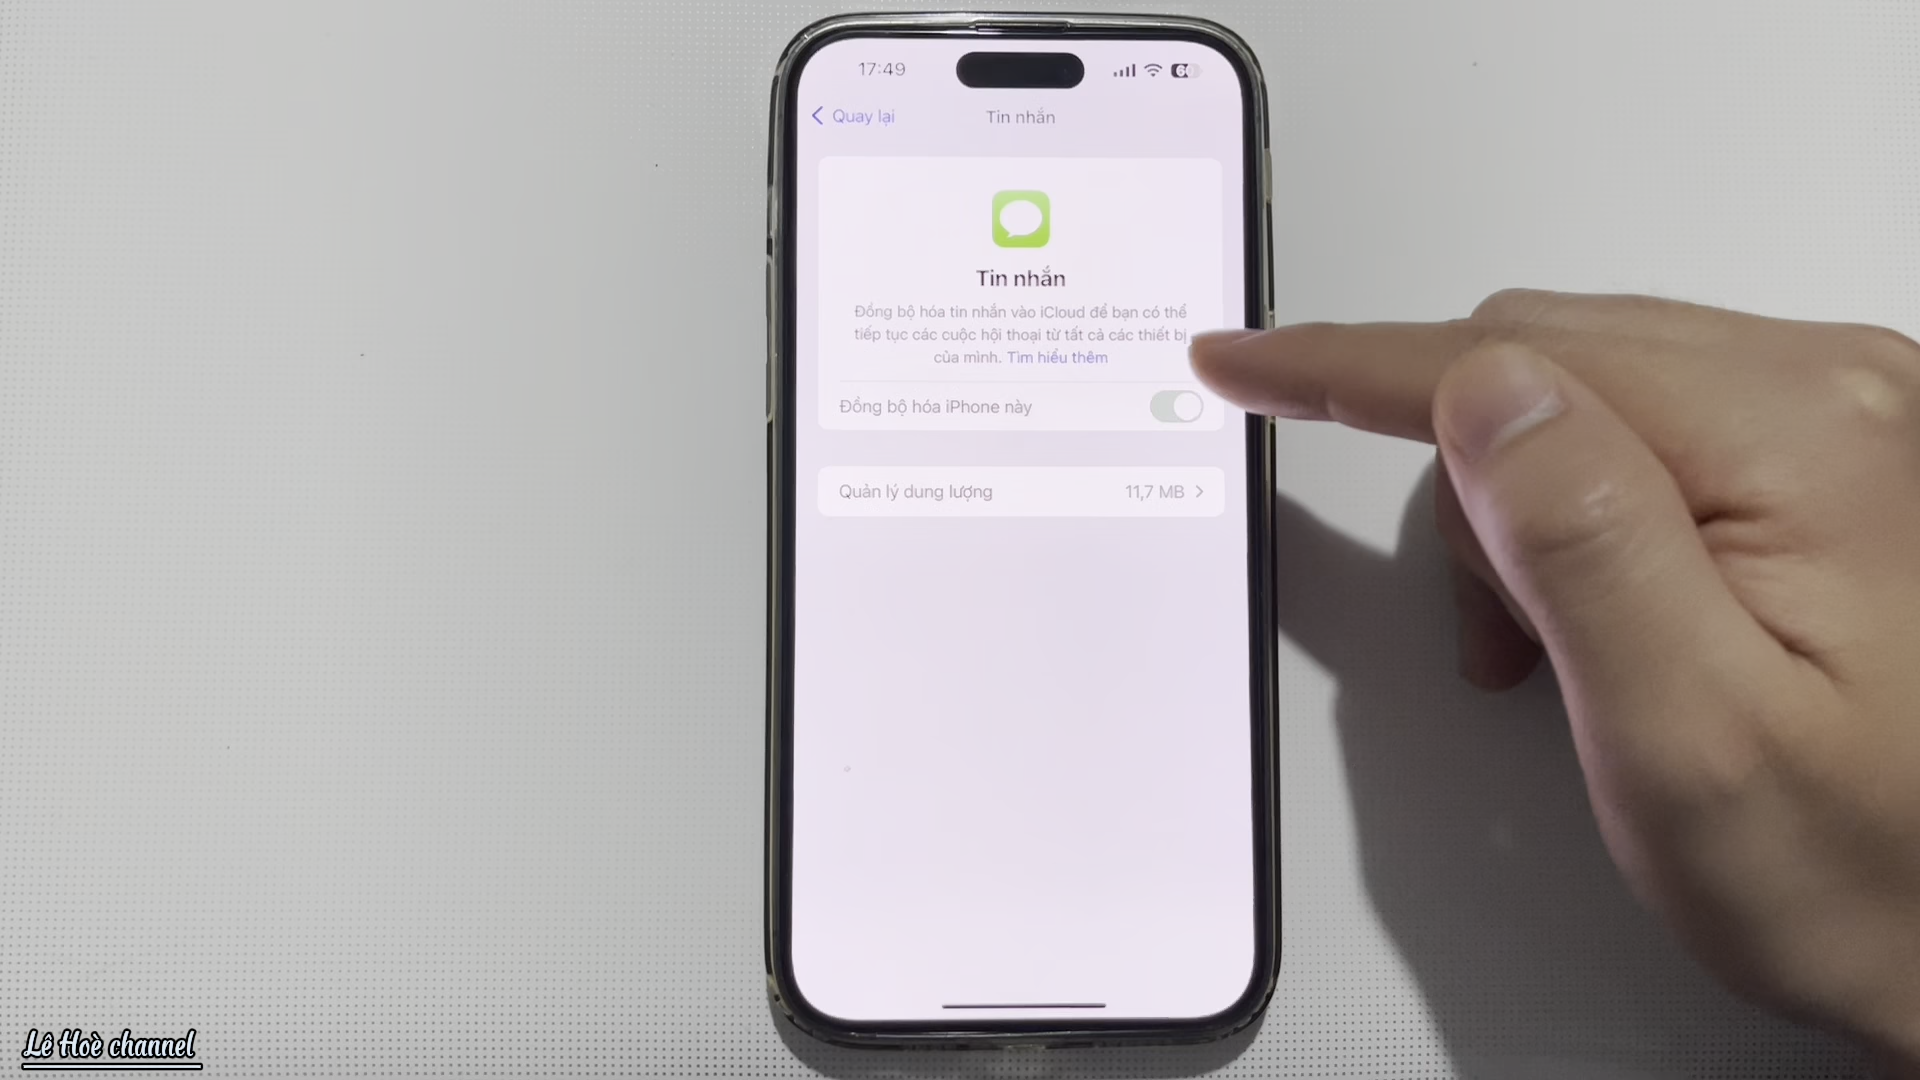 17:49
60
Quay lại
Tin nhắn
Tin nhắn
Đồng bộ hóa tin nhắn vào iCloud để bạn có thể
tiếp tục các cuộc hội thoại từ tất cả các thiết bị
của mình. Tìm hiểu thêm
Đồng bộ hóa iPhone này
Quản lý dung lượng 11,7 MB
Lê Hoè channel